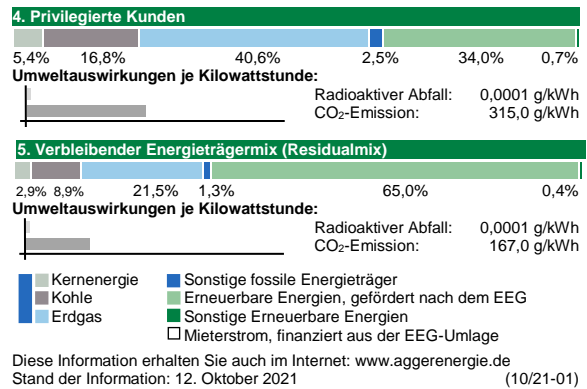 4. Privilegierte Kunden
5,4% 16,8% 40,6% 2,5% 34,0% 0,7%
Umweltauswirkungen je Kilowattstunde:
Radioaktiver Abfall: 0,0001 g/kWh
CO₂-Emission: 315,0 g/kWh
5. Verbleibender Energieträgermix (Residualmix)
2,9% 8,9% 21,5% 1,3% 65,0% 0,4%
Umweltauswirkungen je Kilowattstunde:
Radioaktiver Abfall: 0,0001 g/kWh
CO₂-Emission: 167,0 g/kWh
Kernenergie Sonstige fossile Energieträger
Kohle Erneuerbare Energien, gefördert nach dem EEG
Erdgas Sonstige Erneuerbare Energien
Mieterstrom, finanziert aus der EEG-Umlage
Diese Information erhalten Sie auch im Internet: www.aggerenergie.de
Stand der Information: 12. Oktober 2021 (10/21-01)